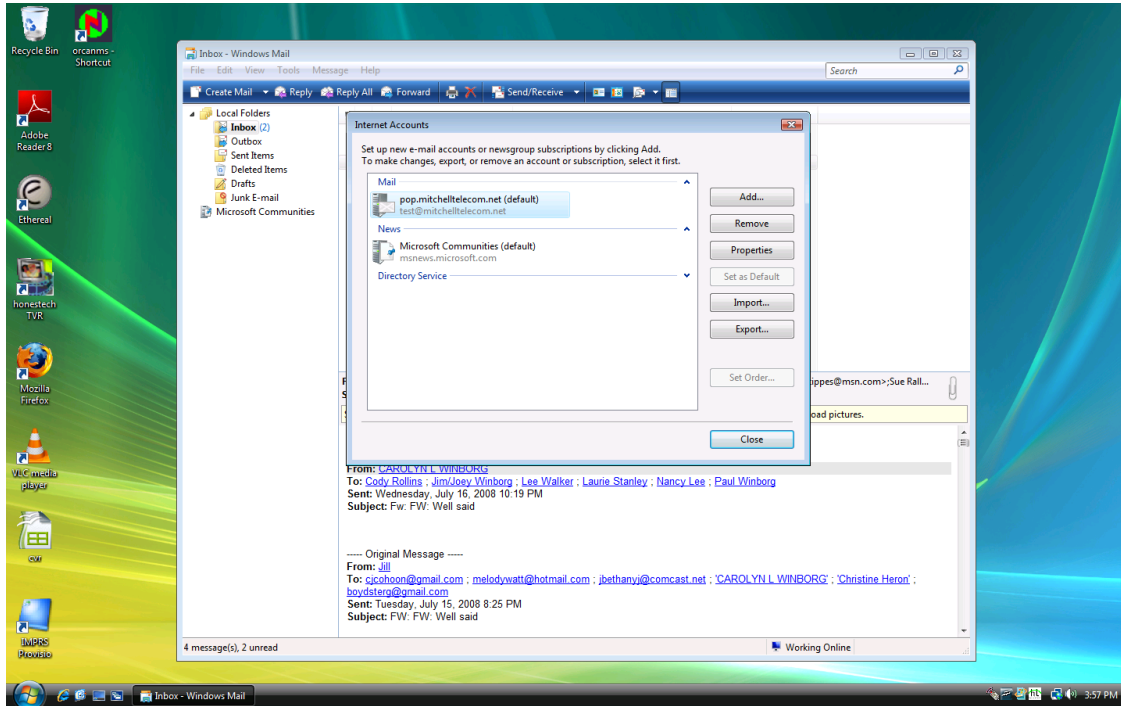 Recycle Bin
orcanms -
Shortcut
Adobe
Reader 8
Ethereal
honestech
TVR
Mozilla
Firefox
VLC media
player
IMPRS
Provisio
Inbox - Windows Mail
File Edit View Tools Message Help
Search
Create Mail Reply Reply All Forward Send/Receive
Local Folders
Inbox (2)
Outbox
Sent Items
Deleted Items
Drafts
Junk E-mail
Microsoft Communities
Internet Accounts
Set up new e-mail accounts or newsgroup subscriptions by clicking Add.
To make changes, export, or remove an account or subscription, select it first.
Mail
pop.mitchelltelecom.net (default)
test@mitchelltelecom.net
News
Microsoft Communities (default)
msnews.microsoft.com
Directory Service
Add...
Remove
Properties
Set as Default
Import...
Export...
Set Order...
Close
ippes@msn.com>;Sue Rall...
oad pictures.
From: CAROLYN L WINBORG
To: Cody Rollins ; Jim/Joey Winborg ; Lee Walker ; Laurie Stanley ; Nancy Lee ; Paul Winborg
Sent: Wednesday, July 16, 2008 10:19 PM
Subject: Fw: FW: Well said
----- Original Message -----
From: Jill
To: cjcohoon@gmail.com ; melodywatt@hotmail.com ; jbethanyj@comcast.net ; 'CAROLYN L WINBORG' ; 'Christine Heron' ;
boydsterg@gmail.com
Sent: Tuesday, July 15, 2008 8:25 PM
Subject: FW: FW: Well said
4 message(s), 2 unread
Working Online
Inbox - Windows Mail
3:57 PM